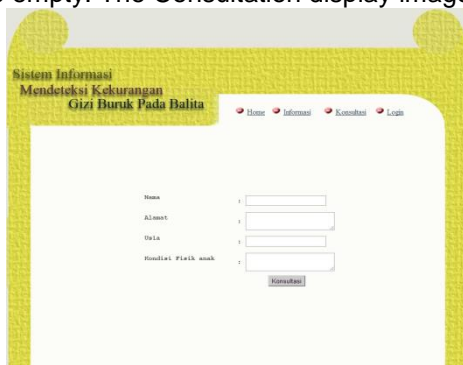 empty. The Consultation display image
Sistem Informasi
Mendeteksi Kekurangan
Gizi Buruk Pada Balita
Home Informasi Konsultasi Login
Nama :
Alamat :
Usia :
Kondisi Fisik anak :
Konsultasi